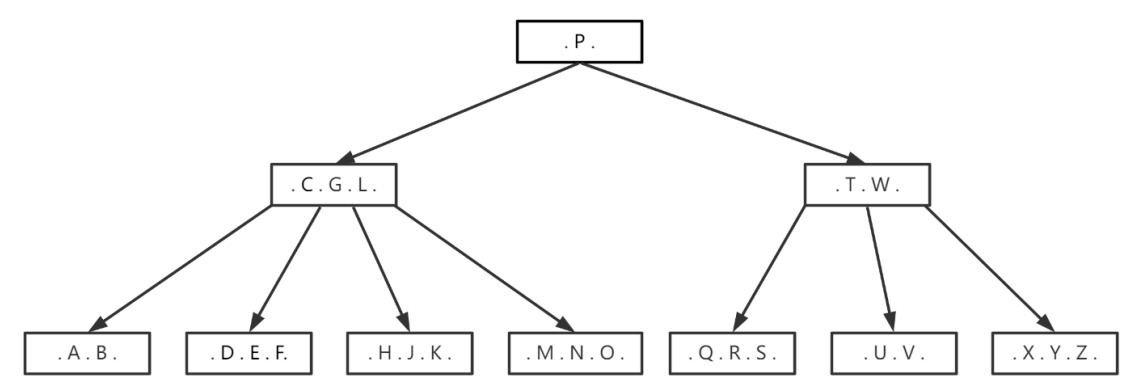 . P .
. C . G . L .
. T . W .
. A . B .
. D . E . F.
. H . J . K .
. M . N . O .
. Q . R . S .
. U . V .
. X . Y . Z .